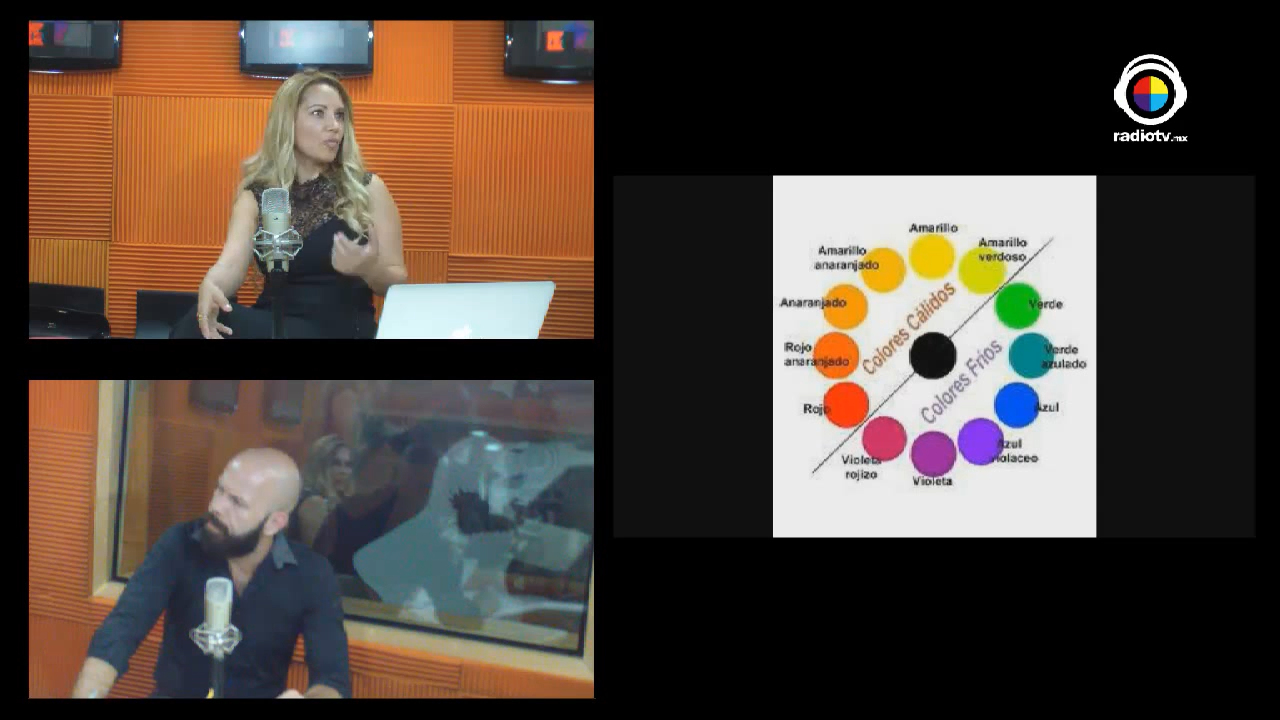 radiotv.mx
Amarillo
Amarillo
anaranjado
Amarillo
verdoso
Anaranjado
Verde
Colores Cálidos
Rojo
anaranjado
Verde
azulado
Colores Fríos
Rojo
Azul
Violeta
rojizo
Azul
violaceo
Violeta